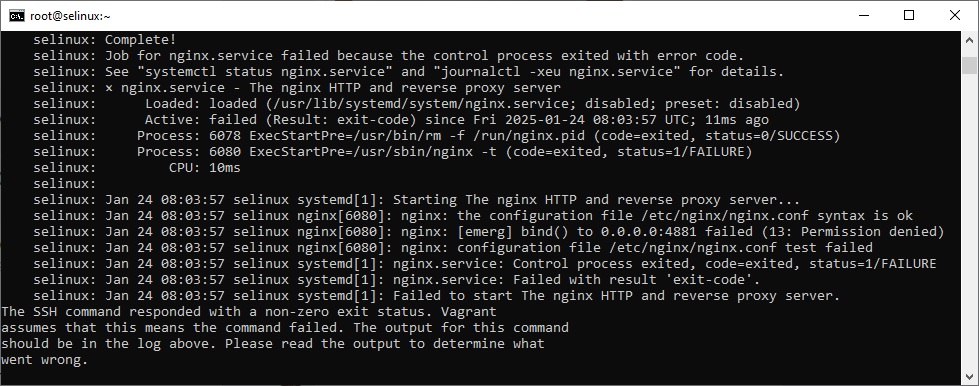 root@selinux:~
selinux: Complete!
selinux: Job for nginx.service failed because the control process exited with error code.
selinux: See "systemctl status nginx.service" and "journalctl -xeu nginx.service" for details.
selinux: × nginx.service - The nginx HTTP and reverse proxy server
selinux:      Loaded: loaded (/usr/lib/systemd/system/nginx.service; disabled; preset: disabled)
selinux:      Active: failed (Result: exit-code) since Fri 2025-01-24 08:03:57 UTC; 11ms ago
selinux:     Process: 6078 ExecStartPre=/usr/bin/rm -f /run/nginx.pid (code=exited, status=0/SUCCESS)
selinux:     Process: 6080 ExecStartPre=/usr/sbin/nginx -t (code=exited, status=1/FAILURE)
selinux:         CPU: 10ms
selinux:
selinux: Jan 24 08:03:57 selinux systemd[1]: Starting The nginx HTTP and reverse proxy server...
selinux: Jan 24 08:03:57 selinux nginx[6080]: nginx: the configuration file /etc/nginx/nginx.conf syntax is ok
selinux: Jan 24 08:03:57 selinux nginx[6080]: nginx: [emerg] bind() to 0.0.0.0:4881 failed (13: Permission denied)
selinux: Jan 24 08:03:57 selinux nginx[6080]: nginx: configuration file /etc/nginx/nginx.conf test failed
selinux: Jan 24 08:03:57 selinux systemd[1]: nginx.service: Control process exited, code=exited, status=1/FAILURE
selinux: Jan 24 08:03:57 selinux systemd[1]: nginx.service: Failed with result 'exit-code'.
selinux: Jan 24 08:03:57 selinux systemd[1]: Failed to start The nginx HTTP and reverse proxy server.
The SSH command responded with a non-zero exit status. Vagrant
assumes that this means the command failed. The output for this command
should be in the log above. Please read the output to determine what
went wrong.